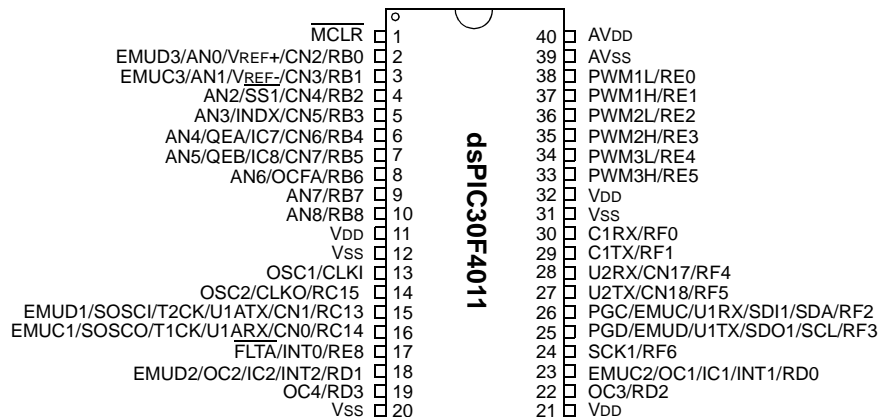 MCLR 1 40 AVDD
EMUD3/AN0/VREF+/CN2/RB0 2 39 AVSS
EMUC3/AN1/VREF-/CN3/RB1 3 38 PWM1L/RE0
AN2/SS1/CN4/RB2 4 37 PWM1H/RE1
AN3/INDX/CN5/RB3 5 36 PWM2L/RE2
AN4/QEA/IC7/CN6/RB4 6 35 PWM2H/RE3
AN5/QEB/IC8/CN7/RB5 7 34 PWM3L/RE4
AN6/OCFA/RB6 8 33 PWM3H/RE5
AN7/RB7 9 32 VDD
AN8/RB8 10 31 VSS
VDD 11 30 C1RX/RF0
VSS 12 29 C1TX/RF1
OSC1/CLKI 13 28 U2RX/CN17/RF4
OSC2/CLKO/RC15 14 27 U2TX/CN18/RF5
EMUD1/SOSCI/T2CK/U1ATX/CN1/RC13 15 26 PGC/EMUC/U1RX/SDI1/SDA/RF2
EMUC1/SOSCO/T1CK/U1ARX/CN0/RC14 16 25 PGD/EMUD/U1TX/SDO1/SCL/RF3
FLTA/INT0/RE8 17 24 SCK1/RF6
EMUD2/OC2/IC2/INT2/RD1 18 23 EMUC2/OC1/IC1/INT1/RD0
OC4/RD3 19 22 OC3/RD2
VSS 20 21 VDD
dsPIC30F4011